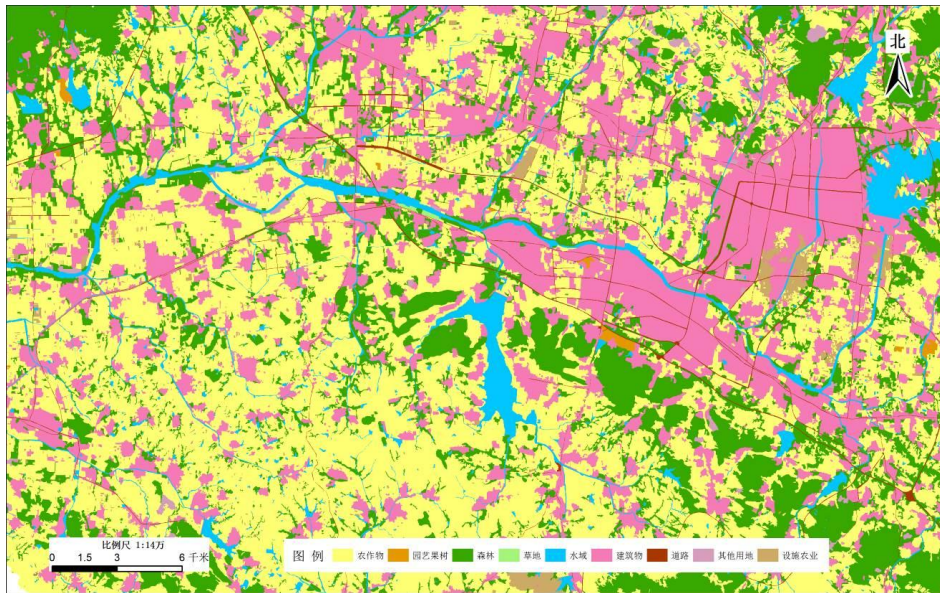 北
比例尺 1:14万
0 1.5 3 6 千米
图 例 农作物 园艺果树 森林 草地 水域 建筑物 道路 其他用地 设施农业